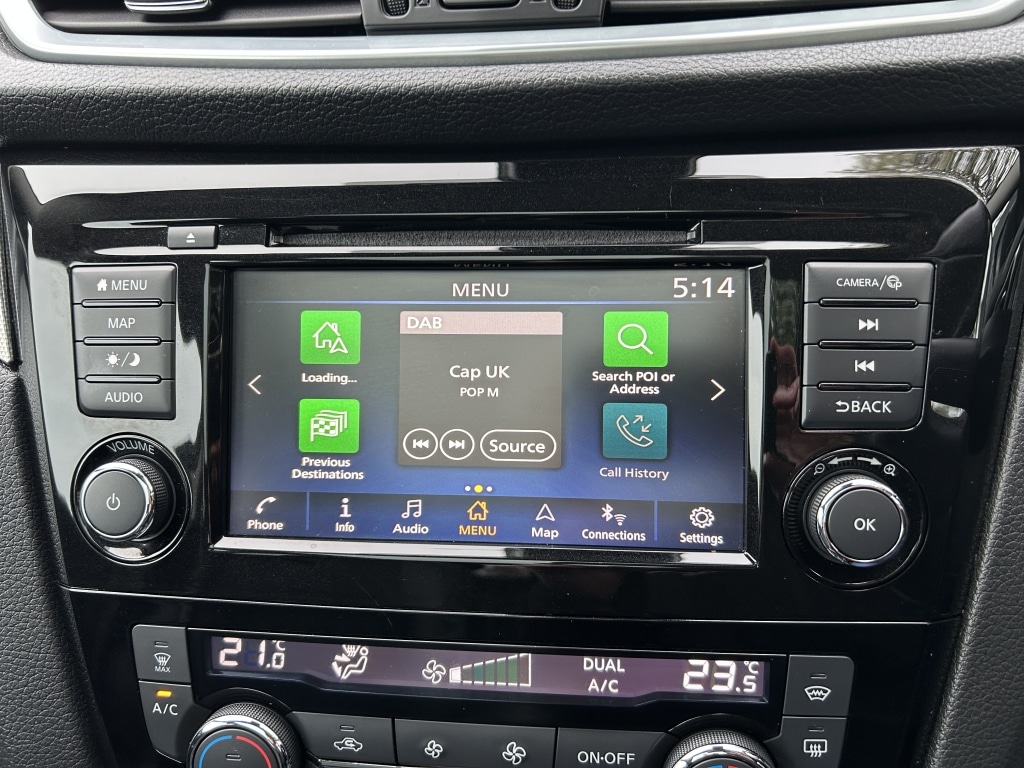 MENU
MAP
AUDIO
VOLUME
MENU 5:14
Loading...
Previous
Destinations
DAB
Cap UK
POP M
Source
Search POI or
Address
Call History
Phone
Info
Audio
MENU
Map
Connections
Settings
CAMERA/
BACK
OK
MAX
A/C
21.0 °C
DUAL
A/C
23.5 °C
ON·OFF